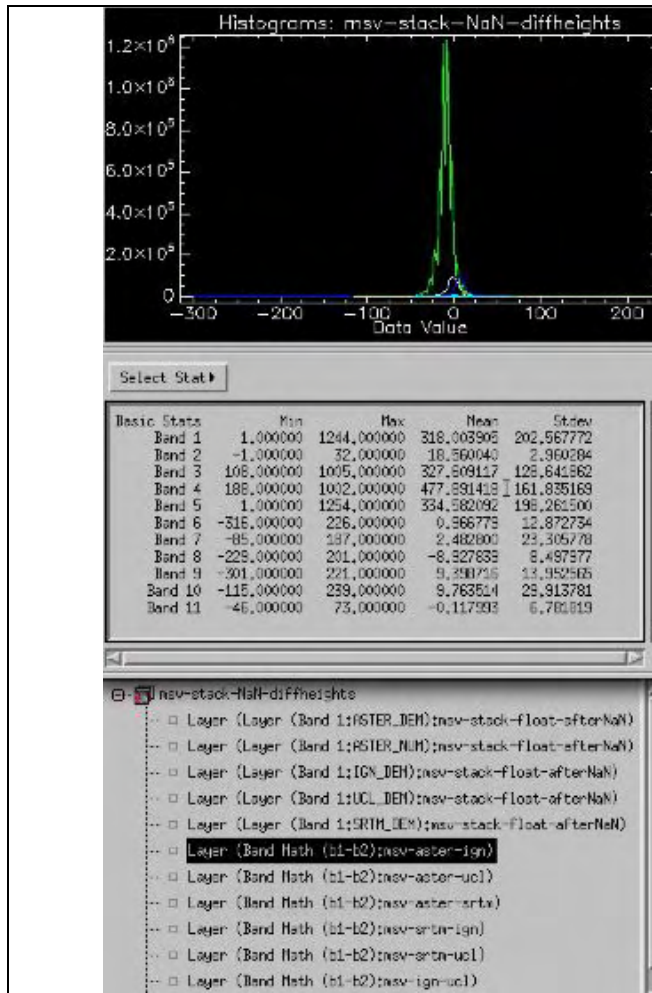 Histograms: msv-stack-NaN-diffheights
1.2×10⁶
1.0×10⁶
8.0×10⁵
6.0×10⁵
4.0×10⁵
2.0×10⁵
0
-300 -200 -100 0 100 200
Data Value
Select Stat
Basic Stats Min Max Mean Stdev
Band 1 1.000000 1244.000000 318.003905 202.567772
Band 2 -1.000000 32.000000 18.560040 2.960284
Band 3 108.000000 1005.000000 327.609117 128.641862
Band 4 188.000000 1002.000000 477.891419 161.835169
Band 5 1.000000 1254.000000 334.582092 198.261500
Band 6 -316.000000 226.000000 0.966773 12.872734
Band 7 -85.000000 187.000000 2.482800 23.305778
Band 8 -229.000000 201.000000 -8.927839 8.497977
Band 9 -301.000000 221.000000 9.398716 13.952565
Band 10 -115.000000 239.000000 9.763514 29.913781
Band 11 -46.000000 73.000000 -0.117993 6.781819
msv-stack-NaN-diffheights
Layer (Layer (Band 1:ASTER_DEM):msv-stack-float-afterNaN)
Layer (Layer (Band 1:ASTER_NUM):msv-stack-float-afterNaN)
Layer (Layer (Band 1:IGN_DEM):msv-stack-float-afterNaN)
Layer (Layer (Band 1:UCL_DEM):msv-stack-float-afterNaN)
Layer (Layer (Band 1:SRTM_DEM):msv-stack-float-afterNaN)
Layer (Band Math (b1-b2):msv-aster-ign)
Layer (Band Math (b1-b2):msv-aster-ucl)
Layer (Band Math (b1-b2):msv-aster-srtm)
Layer (Band Math (b1-b2):msv-srtm-ign)
Layer (Band Math (b1-b2):msv-srtm-ucl)
Layer (Band Math (b1-b2):msv-ign-ucl)